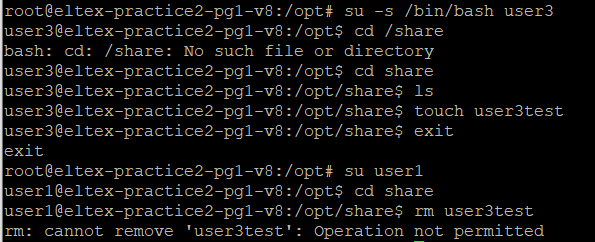 root@eltex-practice2-pg1-v8:/opt# su -s /bin/bash user3
user3@eltex-practice2-pg1-v8:/opt$ cd /share
bash: cd: /share: No such file or directory
user3@eltex-practice2-pg1-v8:/opt$ cd share
user3@eltex-practice2-pg1-v8:/opt/share$ ls
user3@eltex-practice2-pg1-v8:/opt/share$ touch user3test
user3@eltex-practice2-pg1-v8:/opt/share$ exit
exit
root@eltex-practice2-pg1-v8:/opt# su user1
user1@eltex-practice2-pg1-v8:/opt$ cd share
user1@eltex-practice2-pg1-v8:/opt/share$ rm user3test
rm: cannot remove 'user3test': Operation not permitted